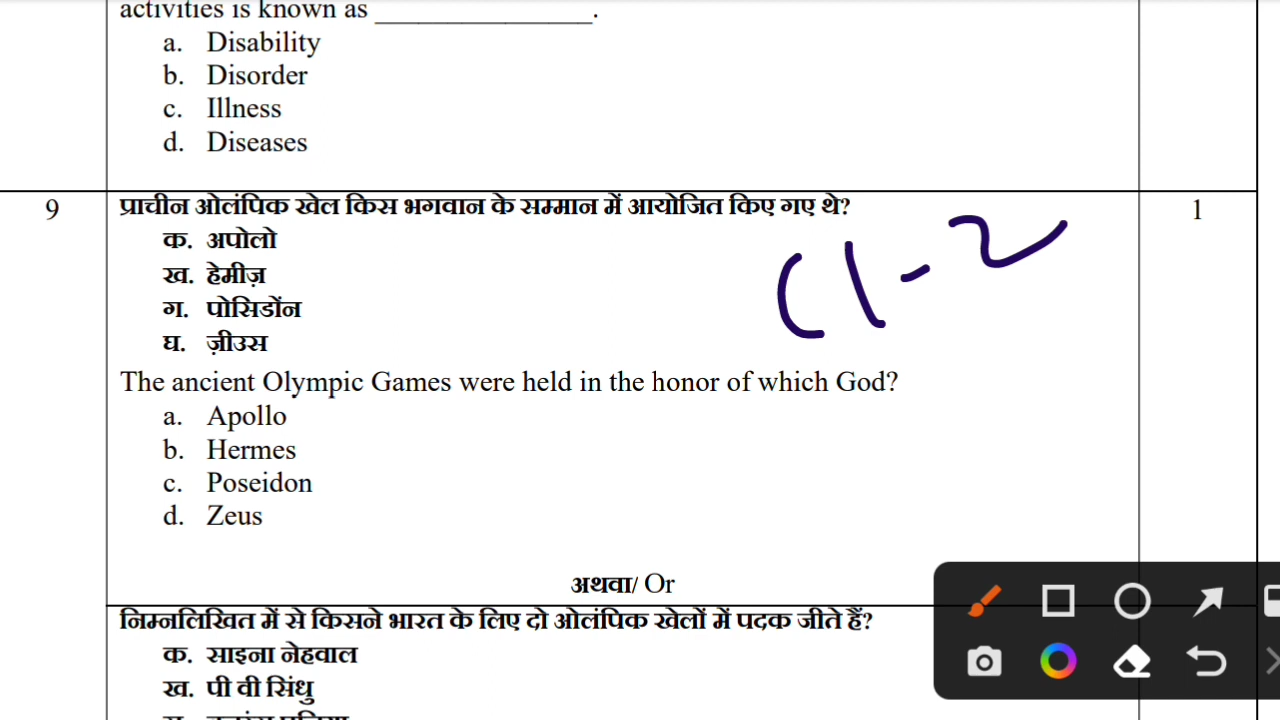 activities is known as _______________.
a. Disability
b. Disorder
c. Illness
d. Diseases
9 प्राचीन ओलंपिक खेल किस भगवान के सम्मान में आयोजित किए गए थे? 1
क. अपोलो
ख. हेमीज़
ग. पोसिडोंन
घ. ज़ीउस
The ancient Olympic Games were held in the honor of which God?
a. Apollo
b. Hermes
c. Poseidon
d. Zeus
अथवा/ Or
निम्नलिखित में से किसने भारत के लिए दो ओलंपिक खेलों में पदक जीते हैं?
क. साइना नेहवाल
ख. पी वी सिंधु